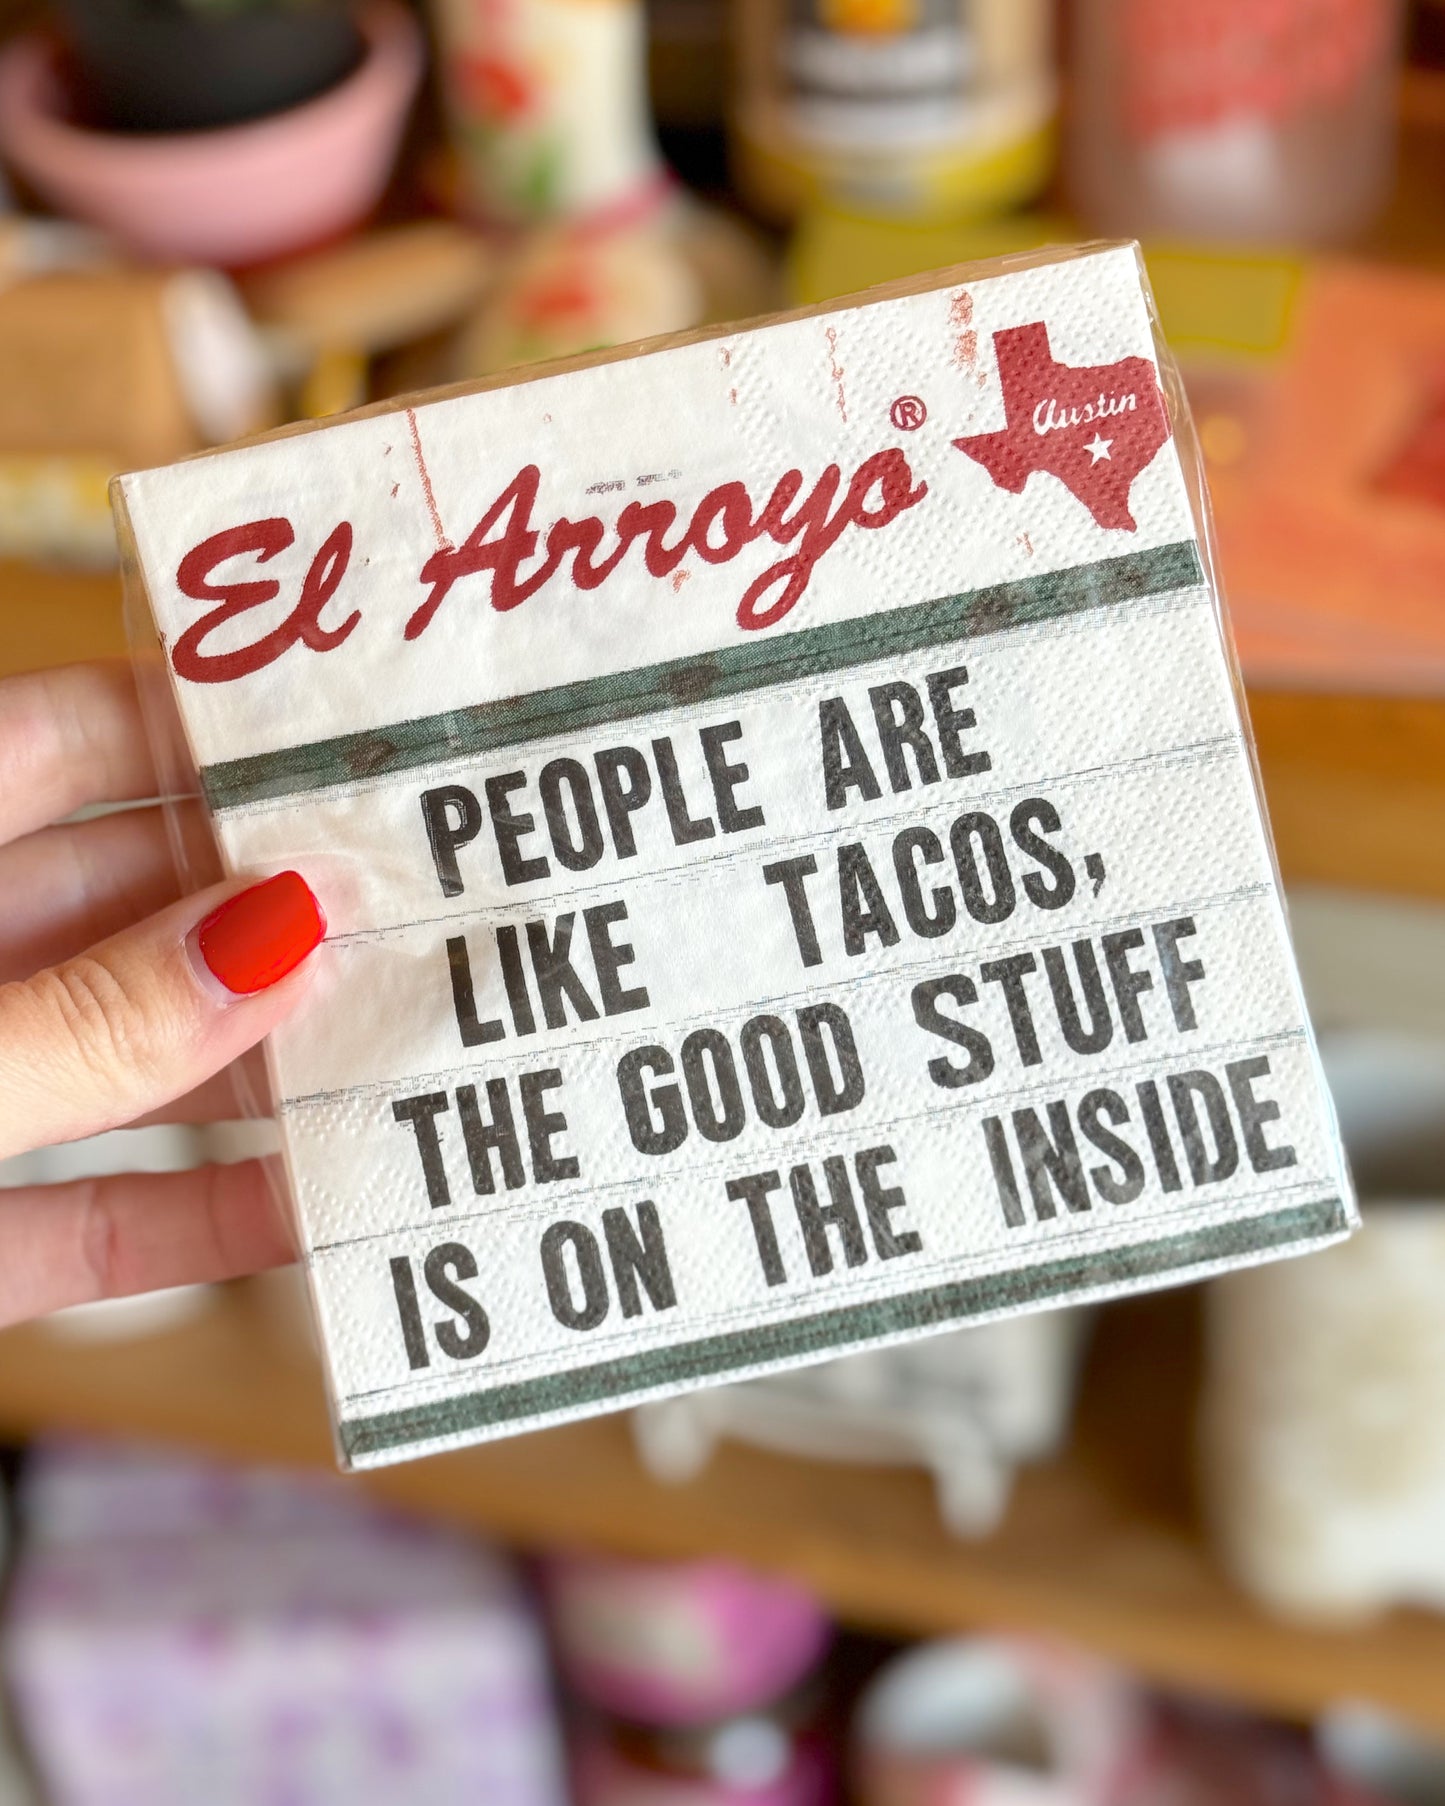 El Arroyo®
Austin
PEOPLE ARE
LIKE TACOS,
THE GOOD STUFF
IS ON THE INSIDE